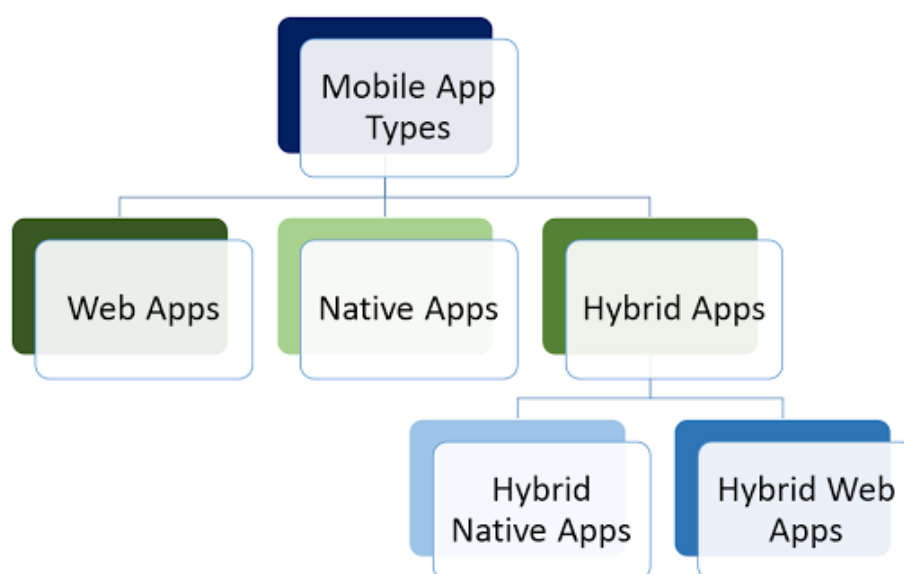 Mobile App
Types
Web Apps
Native Apps
Hybrid Apps
Hybrid
Native Apps
Hybrid Web
Apps